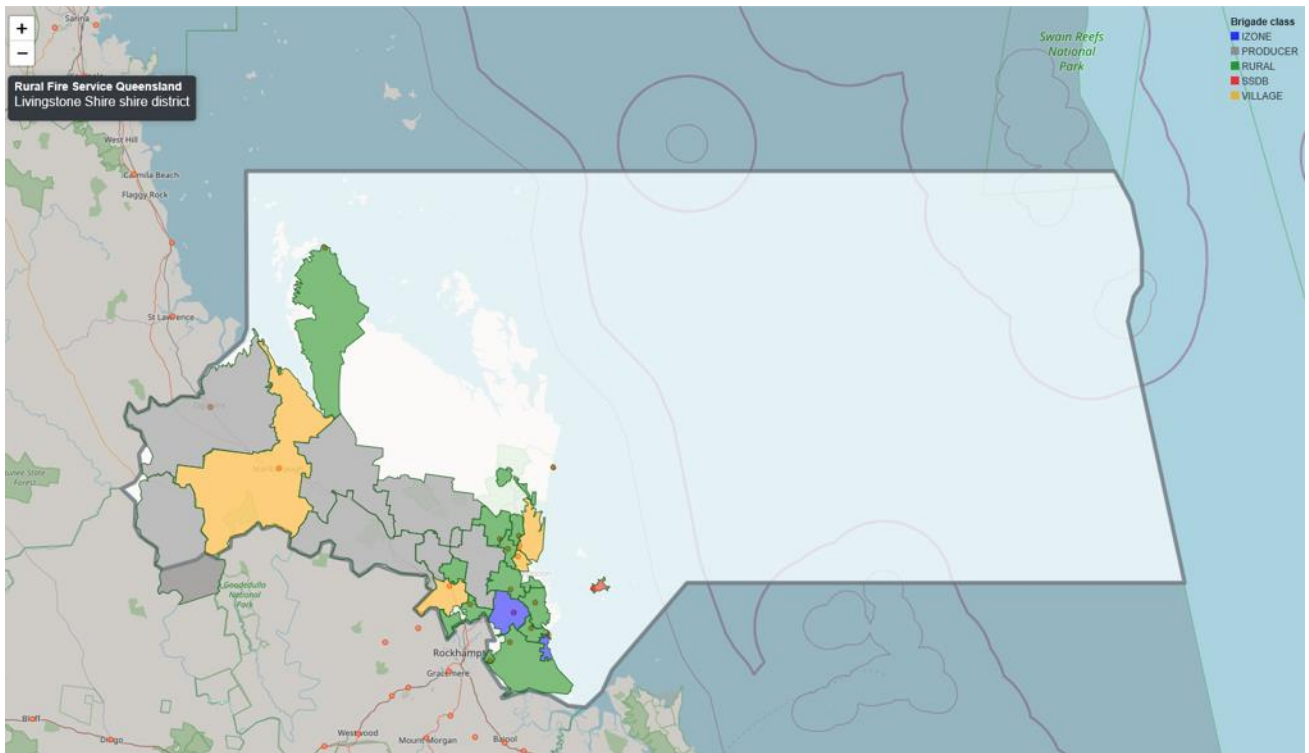 +
−
Rural Fire Service Queensland
Livingstone Shire shire district
Sarina
West Hill
Carmila Beach
Flaggy Rock
St Lawrence
Goodedulla
National
Park
Gracemere
Westwood
Mount Morgan
Bajool
Bluff
Dingo
Swain Reefs
National
Park
Brigade class
IZONE
PRODUCER
RURAL
SSDB
VILLAGE